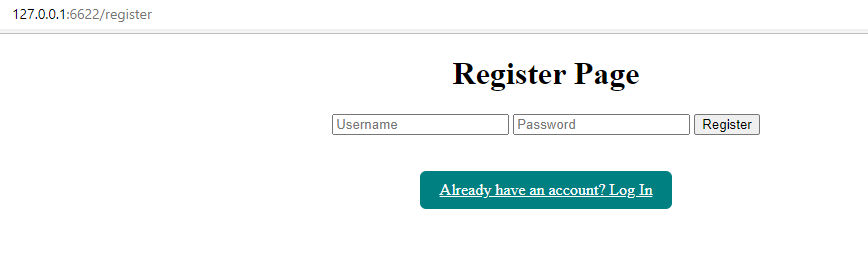 127.0.0.1:6622/register
Register Page
Username Password Register
Already have an account? Log In